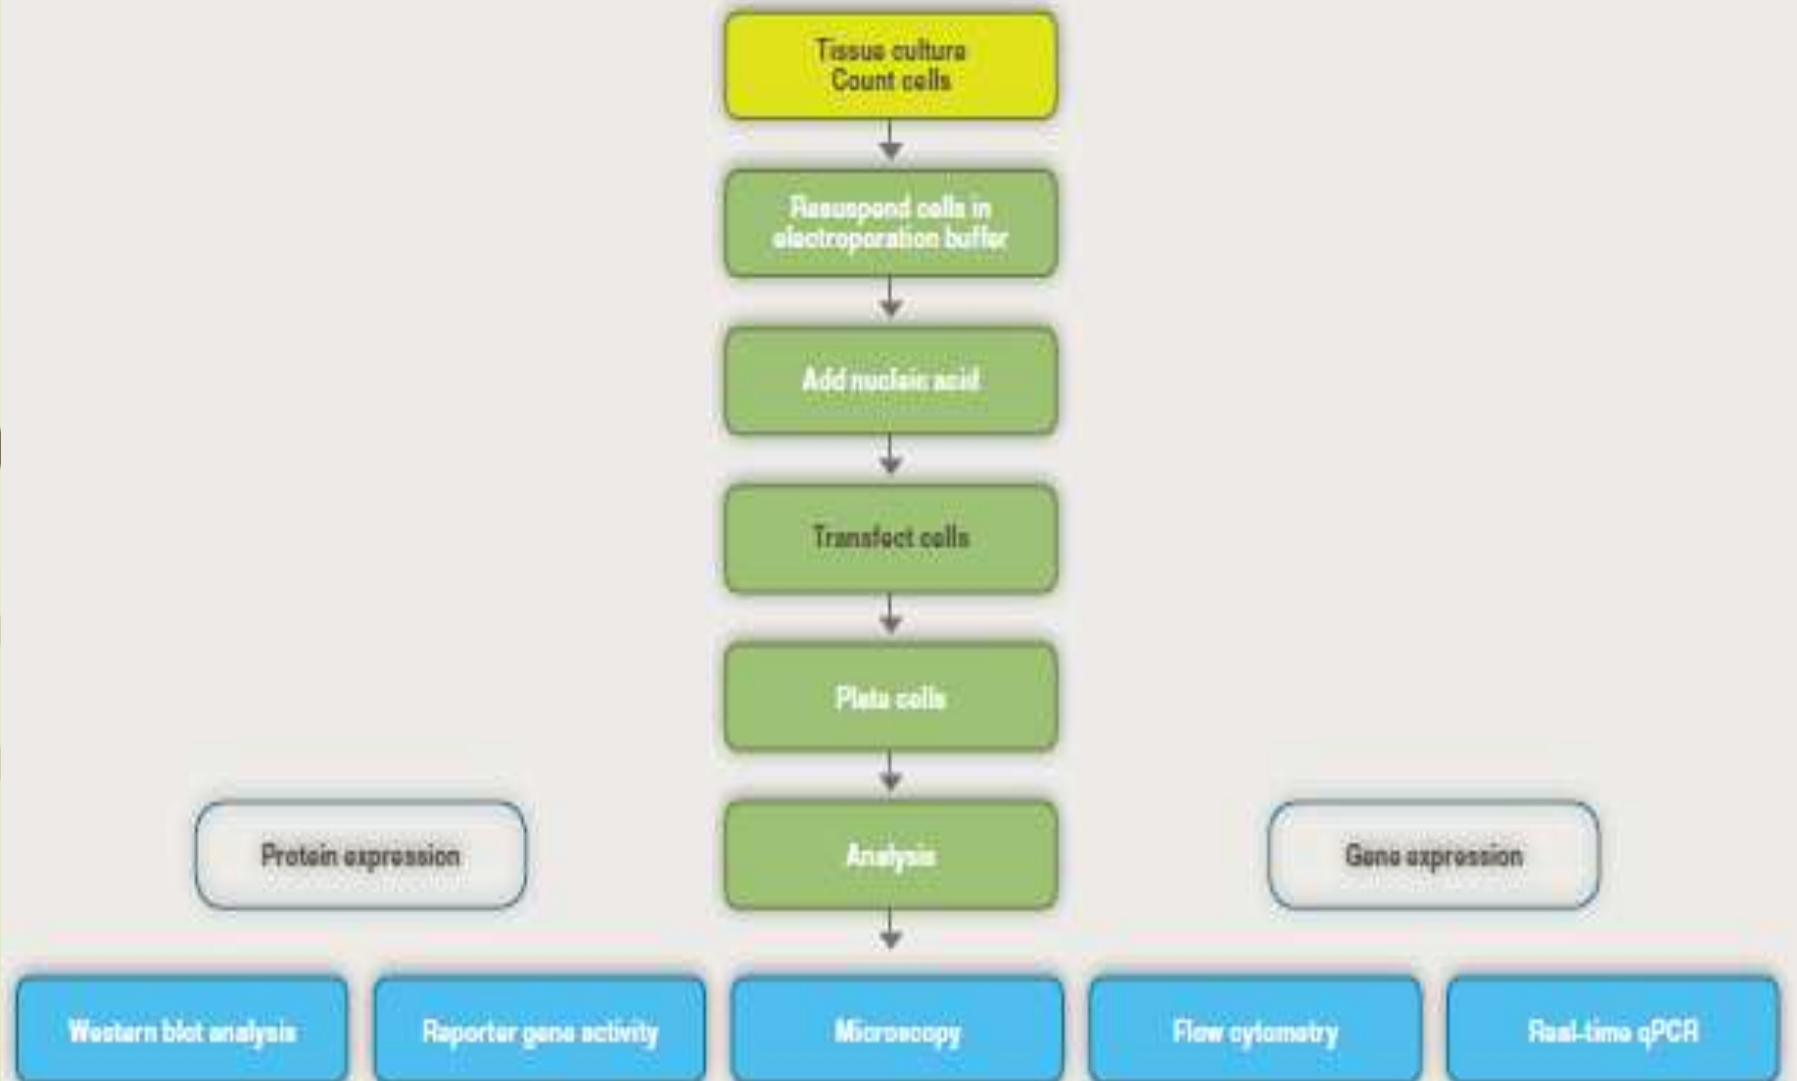 Tissue culture
Count cells
Resuspend cells in
electroporation buffer
Add nucleic acid
Transfect cells
Plate cells
Protein expression
Analysis
Gene expression
Western blot analysis
Reporter gene activity
Microscopy
Flow cytometry
Real-time qPCR